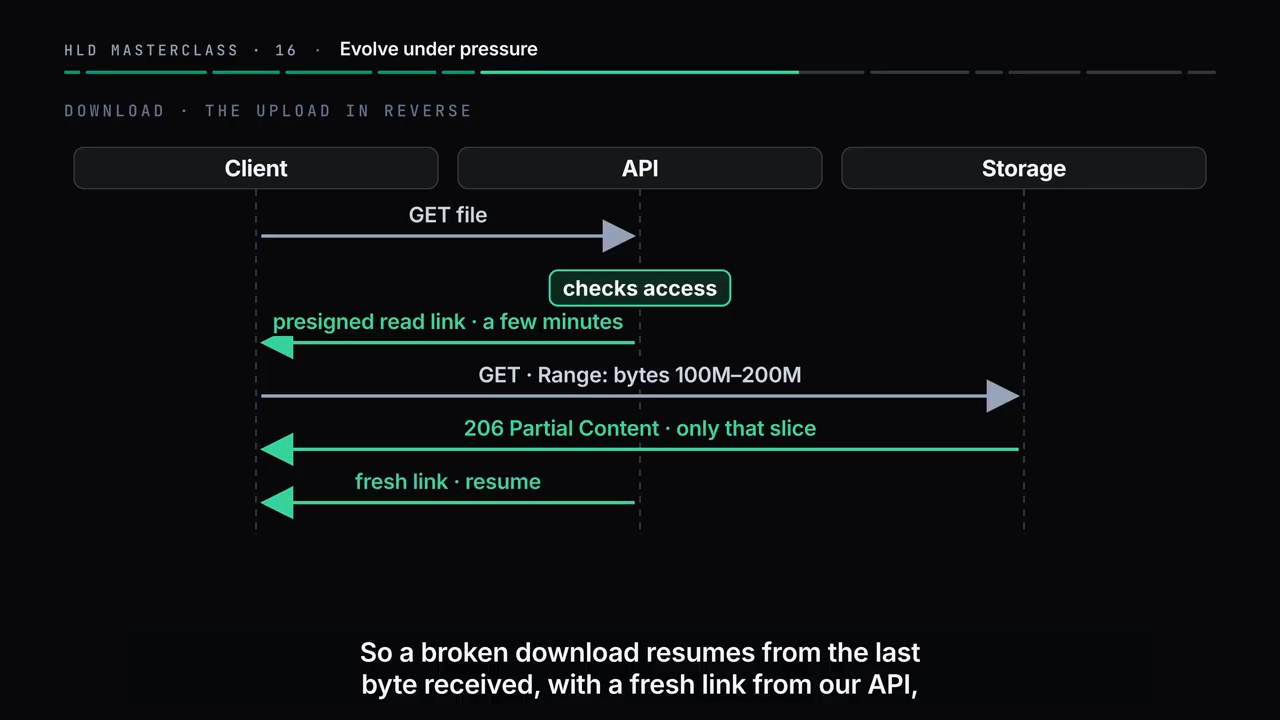 HLD MASTERCLASS · 16 · Evolve under pressure
DOWNLOAD · THE UPLOAD IN REVERSE
Client
API
Storage
GET file
checks access
presigned read link · a few minutes
GET · Range: bytes 100M–200M
206 Partial Content · only that slice
fresh link · resume
So a broken download resumes from the last
byte received, with a fresh link from our API,